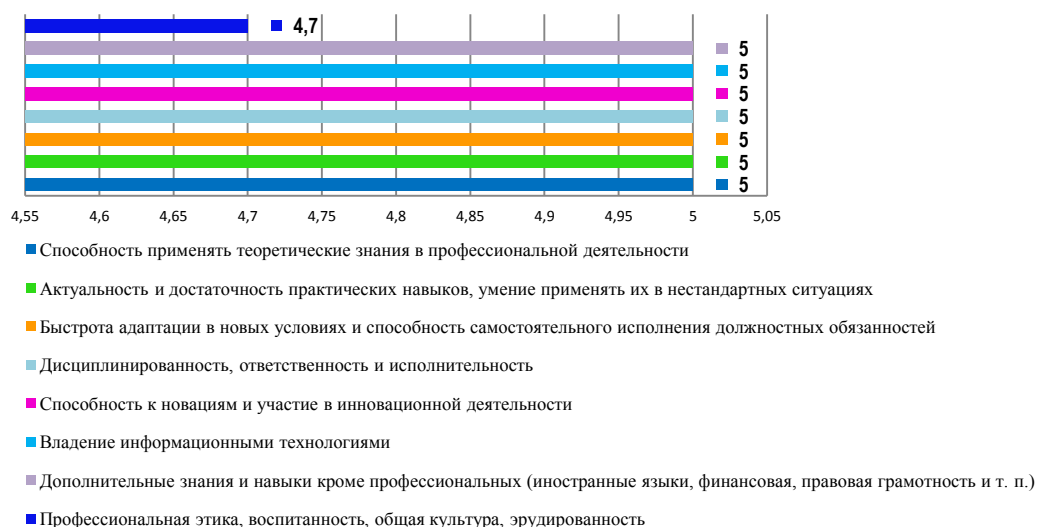 4,7
5
5
5
5
5
5
5
4,55 4,6 4,65 4,7 4,75 4,8 4,85 4,9 4,95 5 5,05
Способность применять теоретические знания в профессиональной деятельности
Актуальность и достаточность практических навыков, умение применять их в нестандартных ситуациях
Быстрота адаптации в новых условиях и способность самостоятельного исполнения должностных обязанностей
Дисциплинированность, ответственность и исполнительность
Способность к новациям и участие в инновационной деятельности
Владение информационными технологиями
Дополнительные знания и навыки кроме профессиональных (иностранные языки, финансовая, правовая грамотность и т. п.)
Профессиональная этика, воспитанность, общая культура, эрудированность